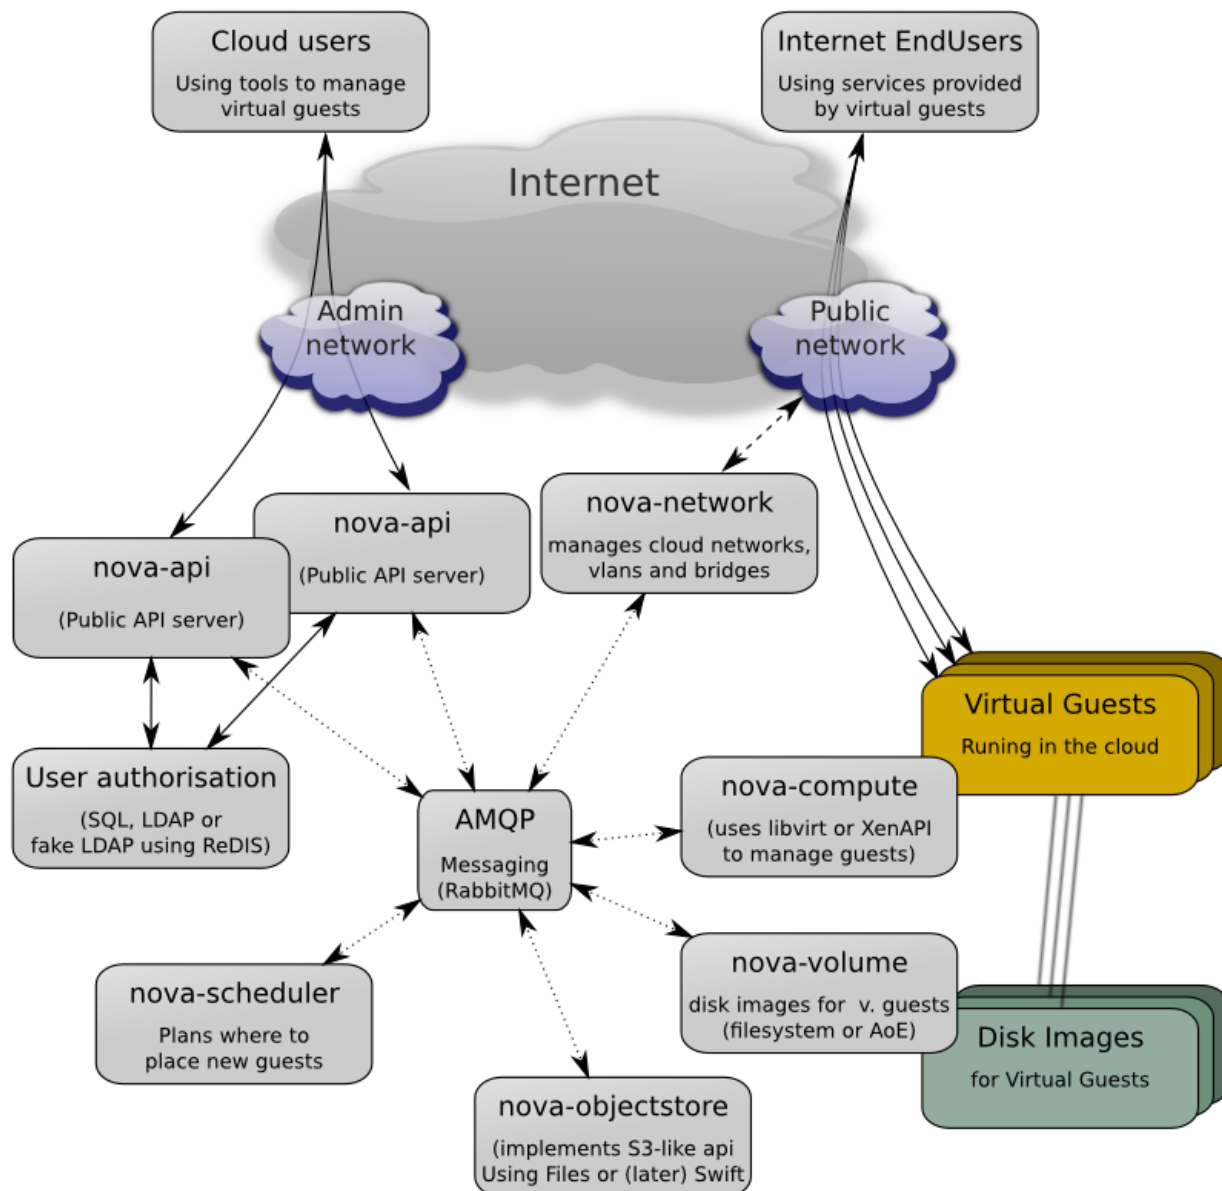 Cloud users
Using tools to manage
virtual guests
Internet EndUsers
Using services provided
by virtual guests
Internet
Admin
network
Public
network
nova-api
(Public API server)
nova-api
(Public API server)
nova-network
manages cloud networks,
vlans and bridges
Virtual Guests
Runing in the cloud
User authorisation
(SQL, LDAP or
fake LDAP using ReDIS)
AMQP
Messaging
(RabbitMQ)
nova-compute
(uses libvirt or XenAPI
to manage guests)
nova-scheduler
Plans where to
place new guests
nova-volume
disk images for v. guests
(filesystem or AoE)
Disk Images
for Virtual Guests
nova-objectstore
(implements S3-like api
Using Files or (later) Swift